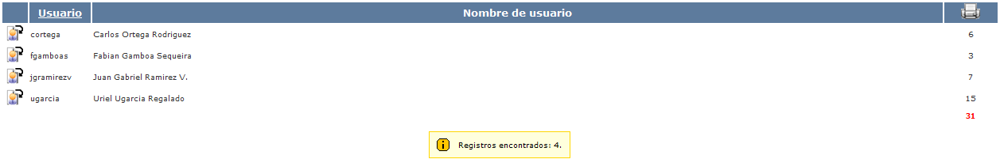 Usuario Nombre de usuario
cortega Carlos Ortega Rodriguez 6
fgamboas Fabian Gamboa Sequeira 3
jgramirezv Juan Gabriel Ramirez V. 7
ugarcia Uriel Ugarcia Regalado 15
31
Registros encontrados: 4.